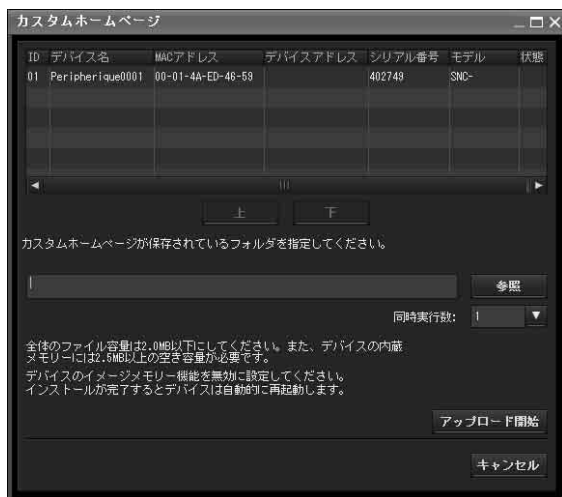 カスタムホームページ
ID デバイス名 MACアドレス デバイスアドレス シリアル番号 モデル 状態
01 Peripherique0001 00-01-4A-ED-46-59 402749 SNC-
上 下
カスタムホームページが保存されているフォルダを指定してください。
参照
同時実行数: 1
全体のファイル容量は2.0MB以下にしてください。また、デバイスの内蔵
メモリーには2.5MB以上の空き容量が必要です。
デバイスのイメージメモリー機能を無効に設定してください。
インストールが完了するとデバイスは自動的に再起動します。
アップロード開始
キャンセル